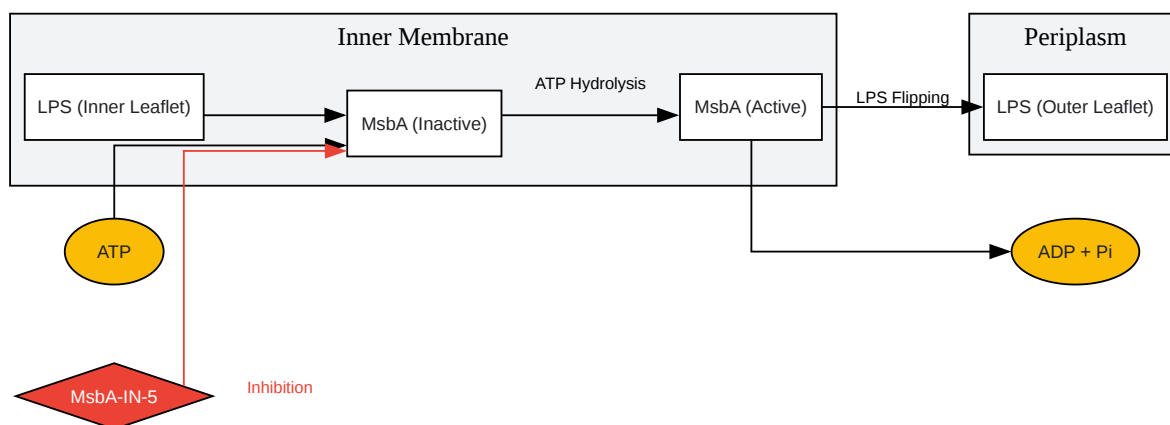 Inner Membrane
Periplasm
LPS (Inner Leaflet)
MsbA (Inactive)
ATP Hydrolysis
MsbA (Active)
LPS Flipping
LPS (Outer Leaflet)
ATP
ADP + Pi
MsbA-IN-5
Inhibition